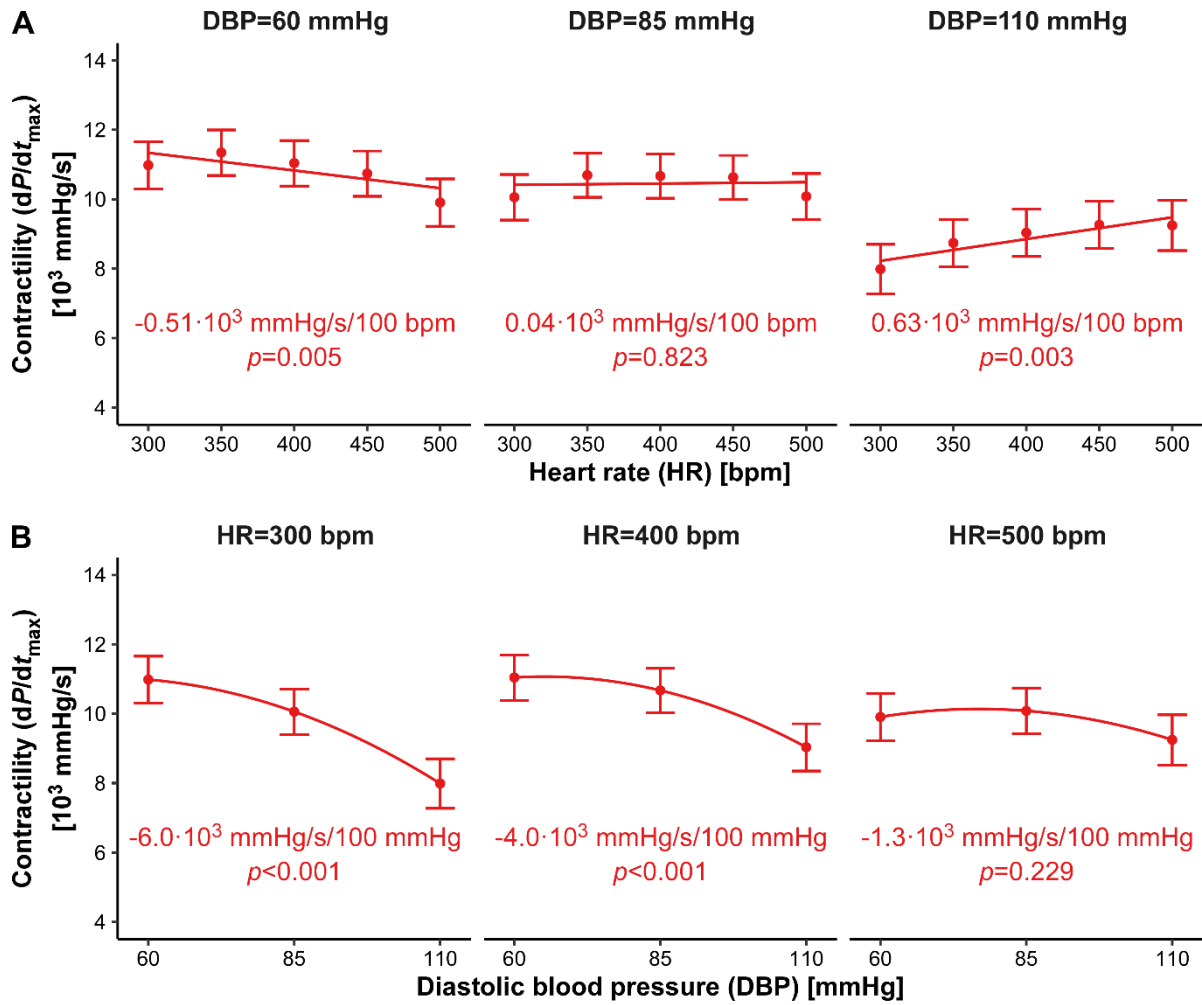 A
DBP=60 mmHg
DBP=85 mmHg
DBP=110 mmHg
Contractility (dP/dtmax)
[10³ mmHg/s]
14
12
10
8
6
4
-0.51·10³ mmHg/s/100 bpm
p=0.005
0.04·10³ mmHg/s/100 bpm
p=0.823
0.63·10³ mmHg/s/100 bpm
p=0.003
300 350 400 450 500
300 350 400 450 500
300 350 400 450 500
Heart rate (HR) [bpm]
B
HR=300 bpm
HR=400 bpm
HR=500 bpm
Contractility (dP/dtmax)
[10³ mmHg/s]
14
12
10
8
6
4
-6.0·10³ mmHg/s/100 mmHg
p<0.001
-4.0·10³ mmHg/s/100 mmHg
p<0.001
-1.3·10³ mmHg/s/100 mmHg
p=0.229
60 85 110
60 85 110
60 85 110
Diastolic blood pressure (DBP) [mmHg]